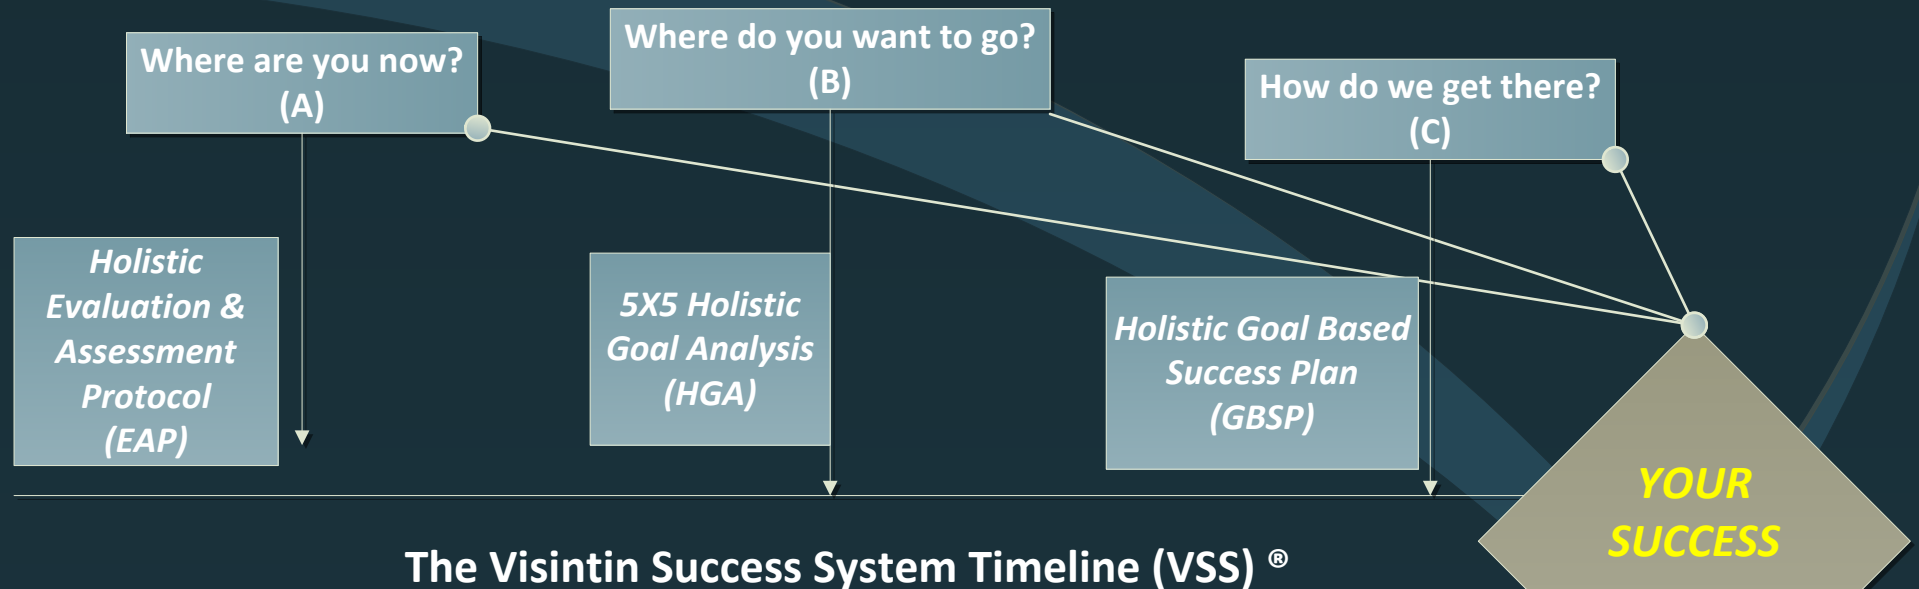 Where are you now?
(A)
Where do you want to go?
(B)
How do we get there?
(C)
Holistic
Evaluation &
Assessment
Protocol
(EAP)
5X5 Holistic
Goal Analysis
(HGA)
Holistic Goal Based
Success Plan
(GBSP)
YOUR
SUCCESS
The Visintin Success System Timeline (VSS) ®